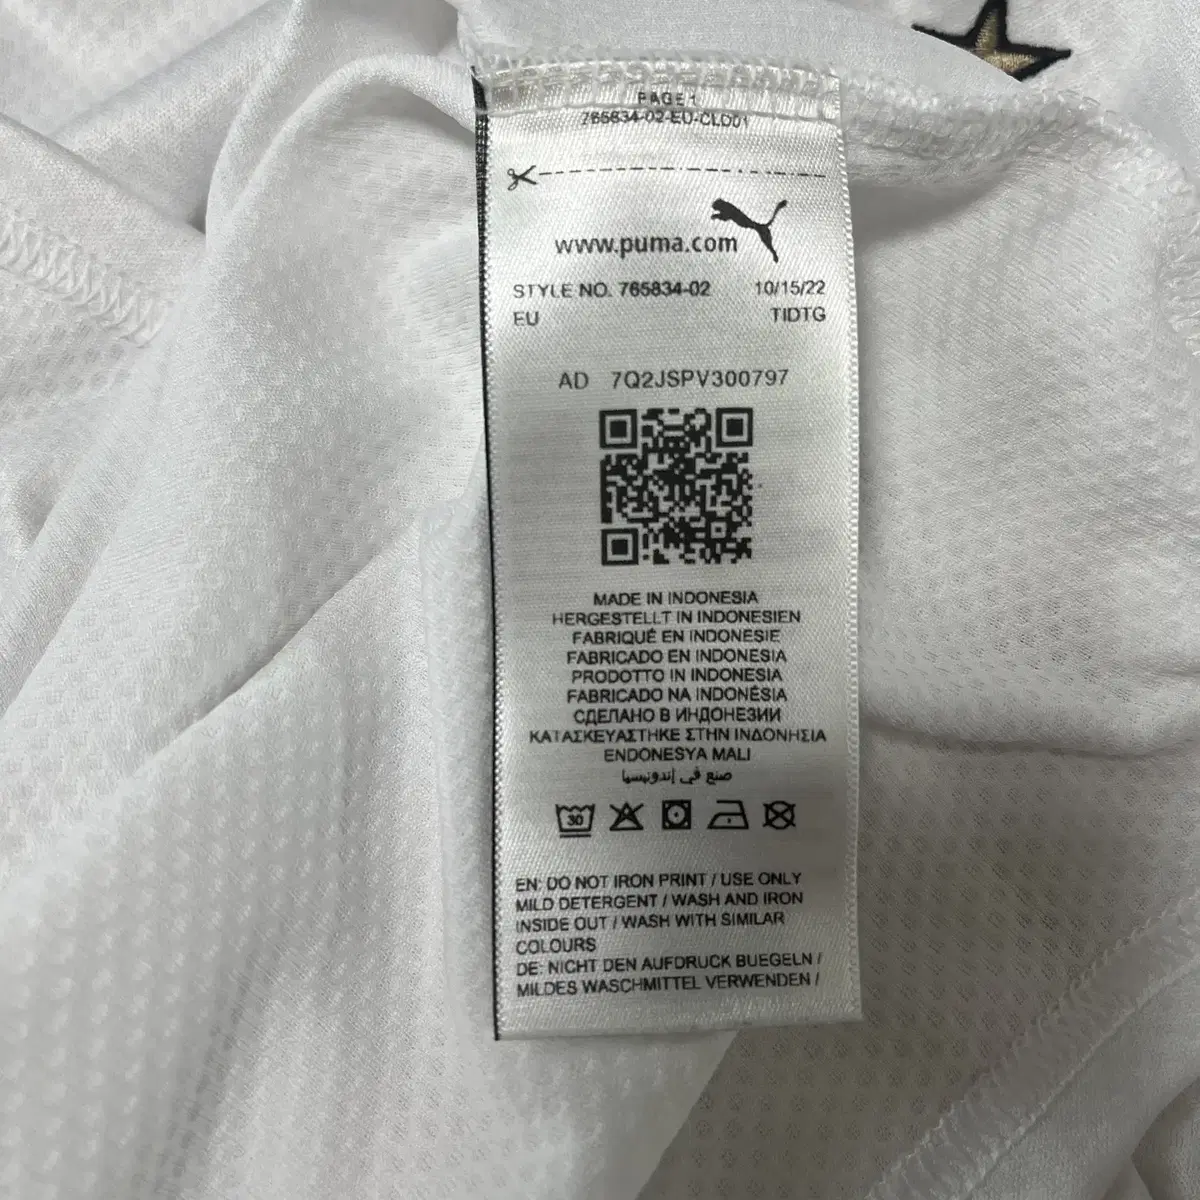 PAGE 1
765834-02-EU-CLD01
www.puma.com
STYLE NO. 765834-02 10/15/22
EU TIDTG
AD 7Q2JSPV300797
MADE IN INDONESIA
HERGESTELLT IN INDONESIEN
FABRIQUÉ EN INDONESIE
FABRICADO EN INDONESIA
PRODOTTO IN INDONESIA
FABRICADO NA INDONÉSIA
СДЕЛАНО В ИНДОНЕЗИИ
ΚΑΤΑΣΚΕΥΑΣΤΗΚΕ ΣΤΗΝ ΙΝΔΟΝΗΣΙΑ
ENDONESYA MALI
صنع في إندونيسيا
30
EN: DO NOT IRON PRINT / USE ONLY
MILD DETERGENT / WASH AND IRON
INSIDE OUT / WASH WITH SIMILAR
COLOURS
DE: NICHT DEN AUFDRUCK BUEGELN /
MILDES WASCHMITTEL VERWENDEN /